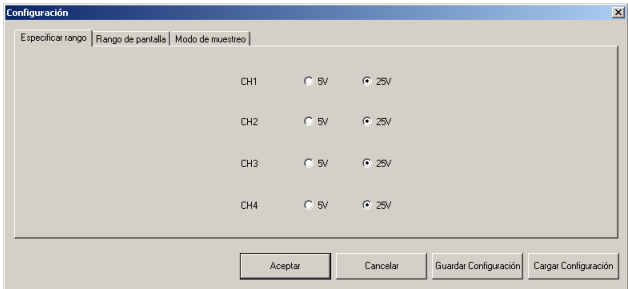 Configuración
Especificar rango Rango de pantalla Modo de muestreo
CH1 5V 25V
CH2 5V 25V
CH3 5V 25V
CH4 5V 25V
Aceptar Cancelar Guardar Configuración Cargar Configuración